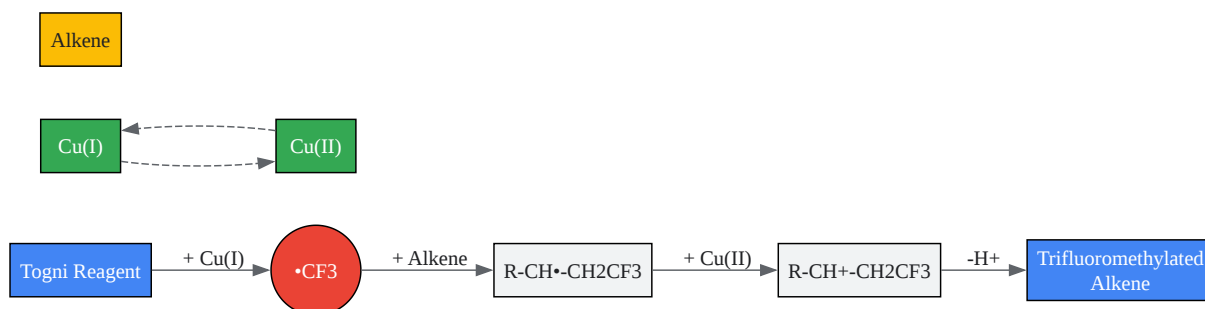 Alkene
Cu(I)
Cu(II)
Togni Reagent
+ Cu(I)
•CF3
+ Alkene
R-CH•-CH2CF3
+ Cu(II)
R-CH+-CH2CF3
-H+
Trifluoromethylated
Alkene